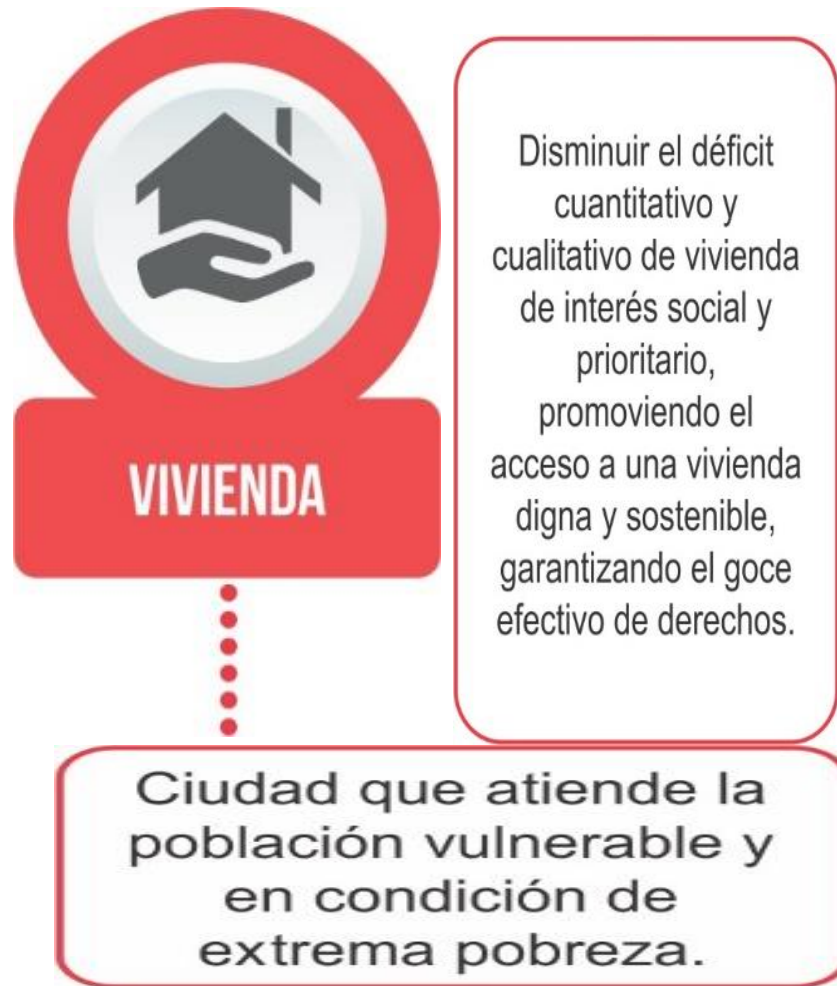 VIVIENDA
Disminuir el déficit
cuantitativo y
cualitativo de vivienda
de interés social y
prioritario,
promoviendo el
acceso a una vivienda
digna y sostenible,
garantizando el goce
efectivo de derechos.
Ciudad que atiende la
población vulnerable y
en condición de
extrema pobreza.